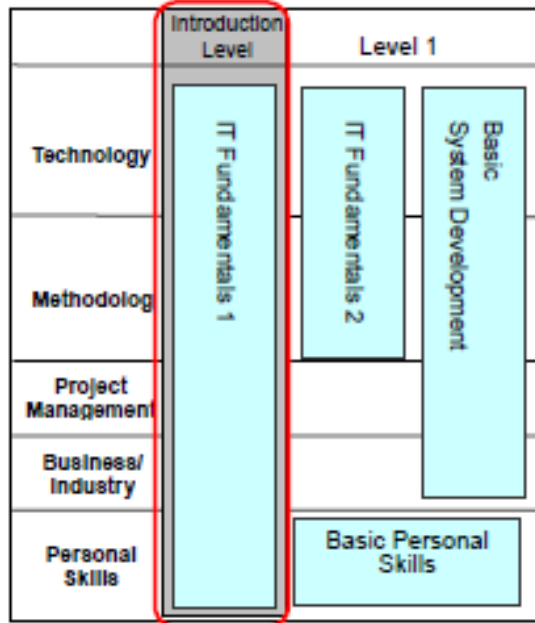 Introduction
Level
Level 1
Technology
IT Fundamentals 1
IT Fundamentals 2
Basic
System Development
Methodolog
Project
Management
Business/
Industry
Personal
Skills
Basic Personal
Skills